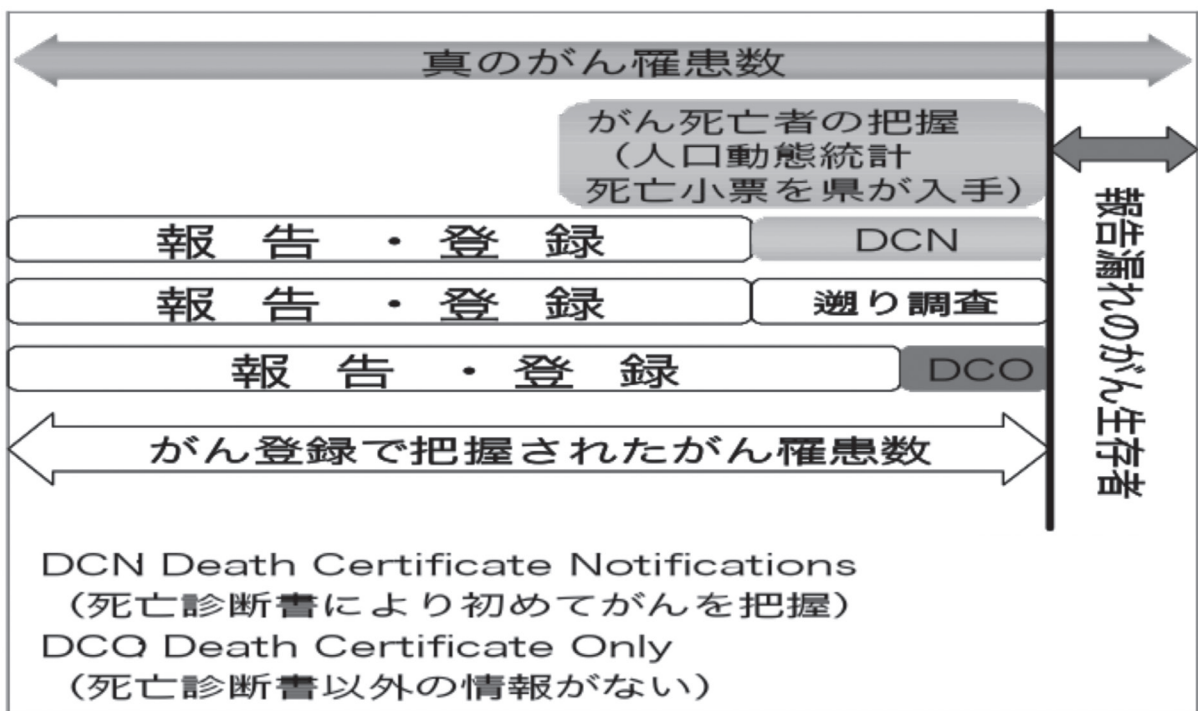 真のがん罹患数
がん死亡者の把握
（人口動態統計
死亡小票を県が入手）
報告漏れのがん生存者
報 告 ・ 登 録
DCN
報 告 ・ 登 録
遡り調査
報 告 ・ 登 録
DCO
がん登録で把握されたがん罹患数
DCN Death Certificate Notifications
（死亡診断書により初めてがんを把握）
DCO Death Certificate Only
（死亡診断書以外の情報がない）